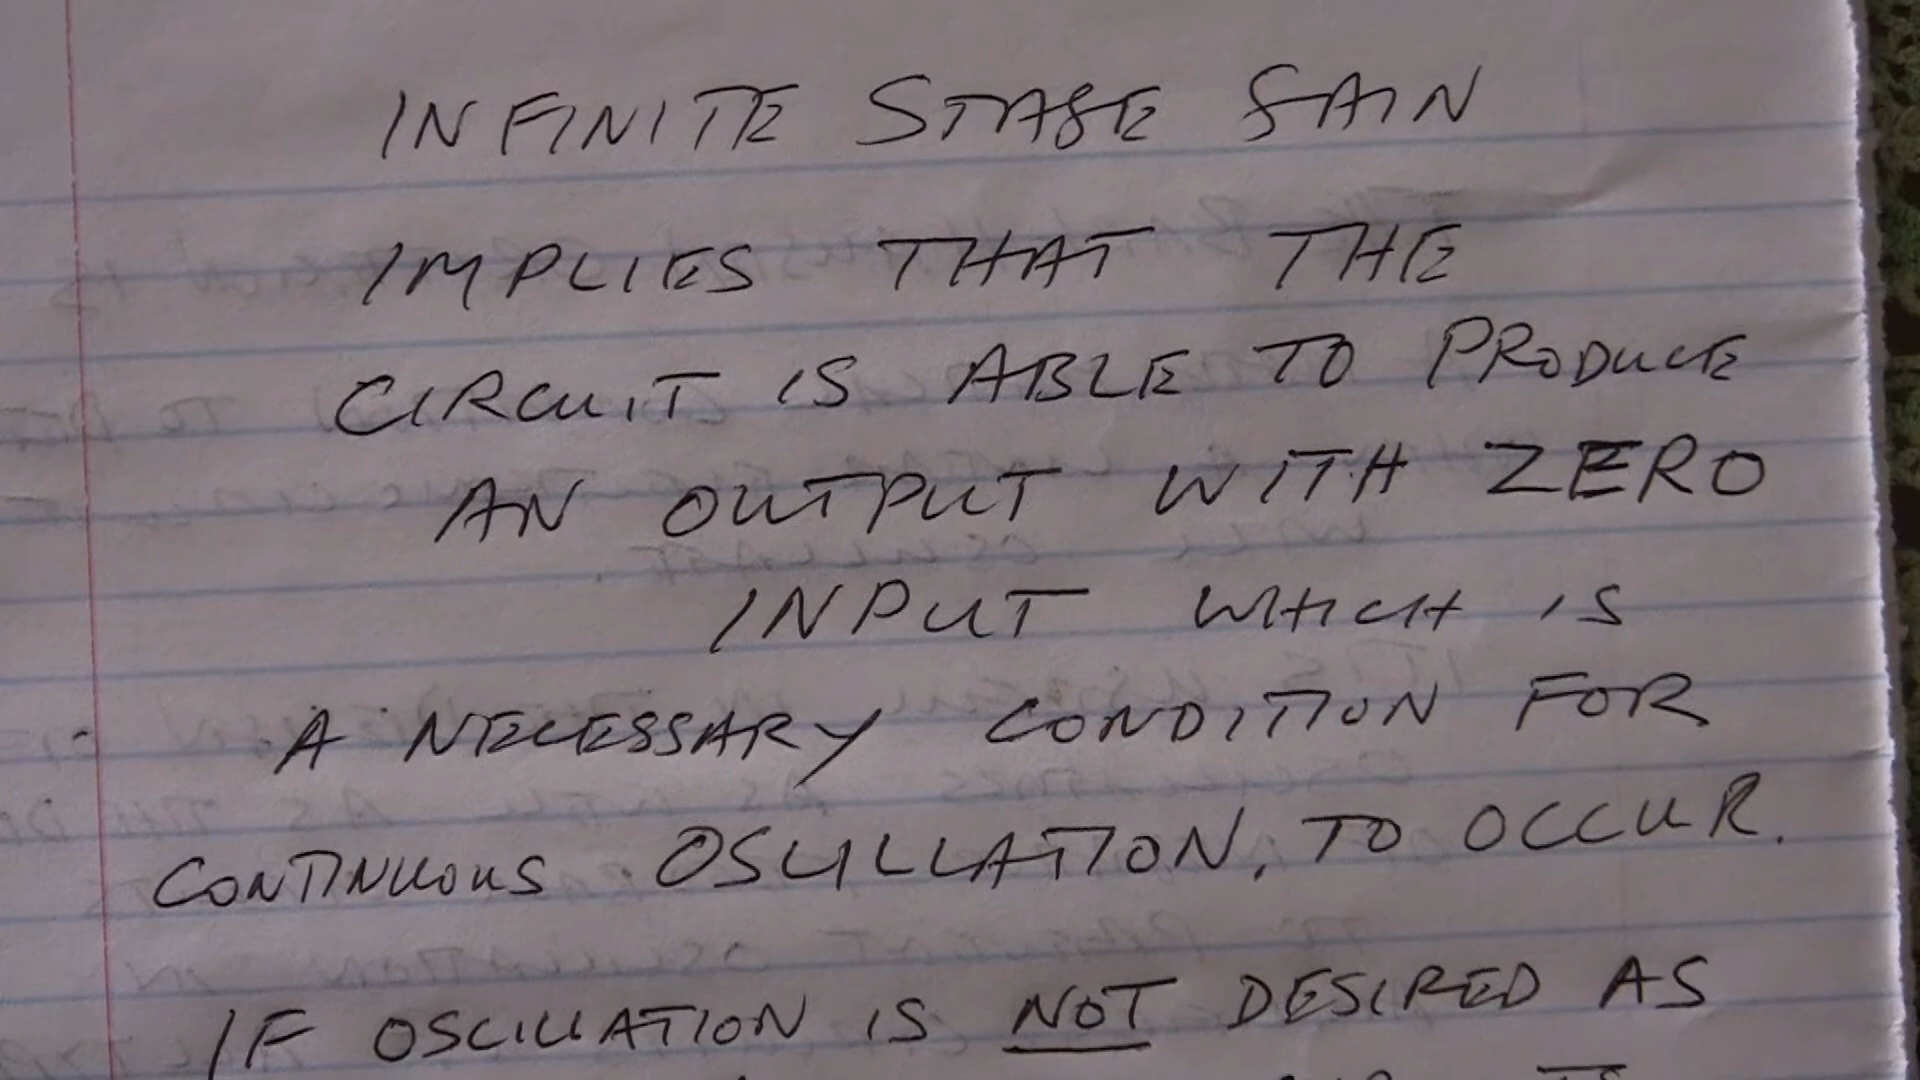 INFINITE STAGE GAIN
IMPLIES THAT THE
CIRCUIT IS ABLE TO PRODUCE
AN OUTPUT WITH ZERO
INPUT WHICH IS
A NECESSARY CONDITION FOR
CONTINUOUS OSCILLATION, TO OCCUR.
IF OSCILLATION IS NOT DESIRED AS